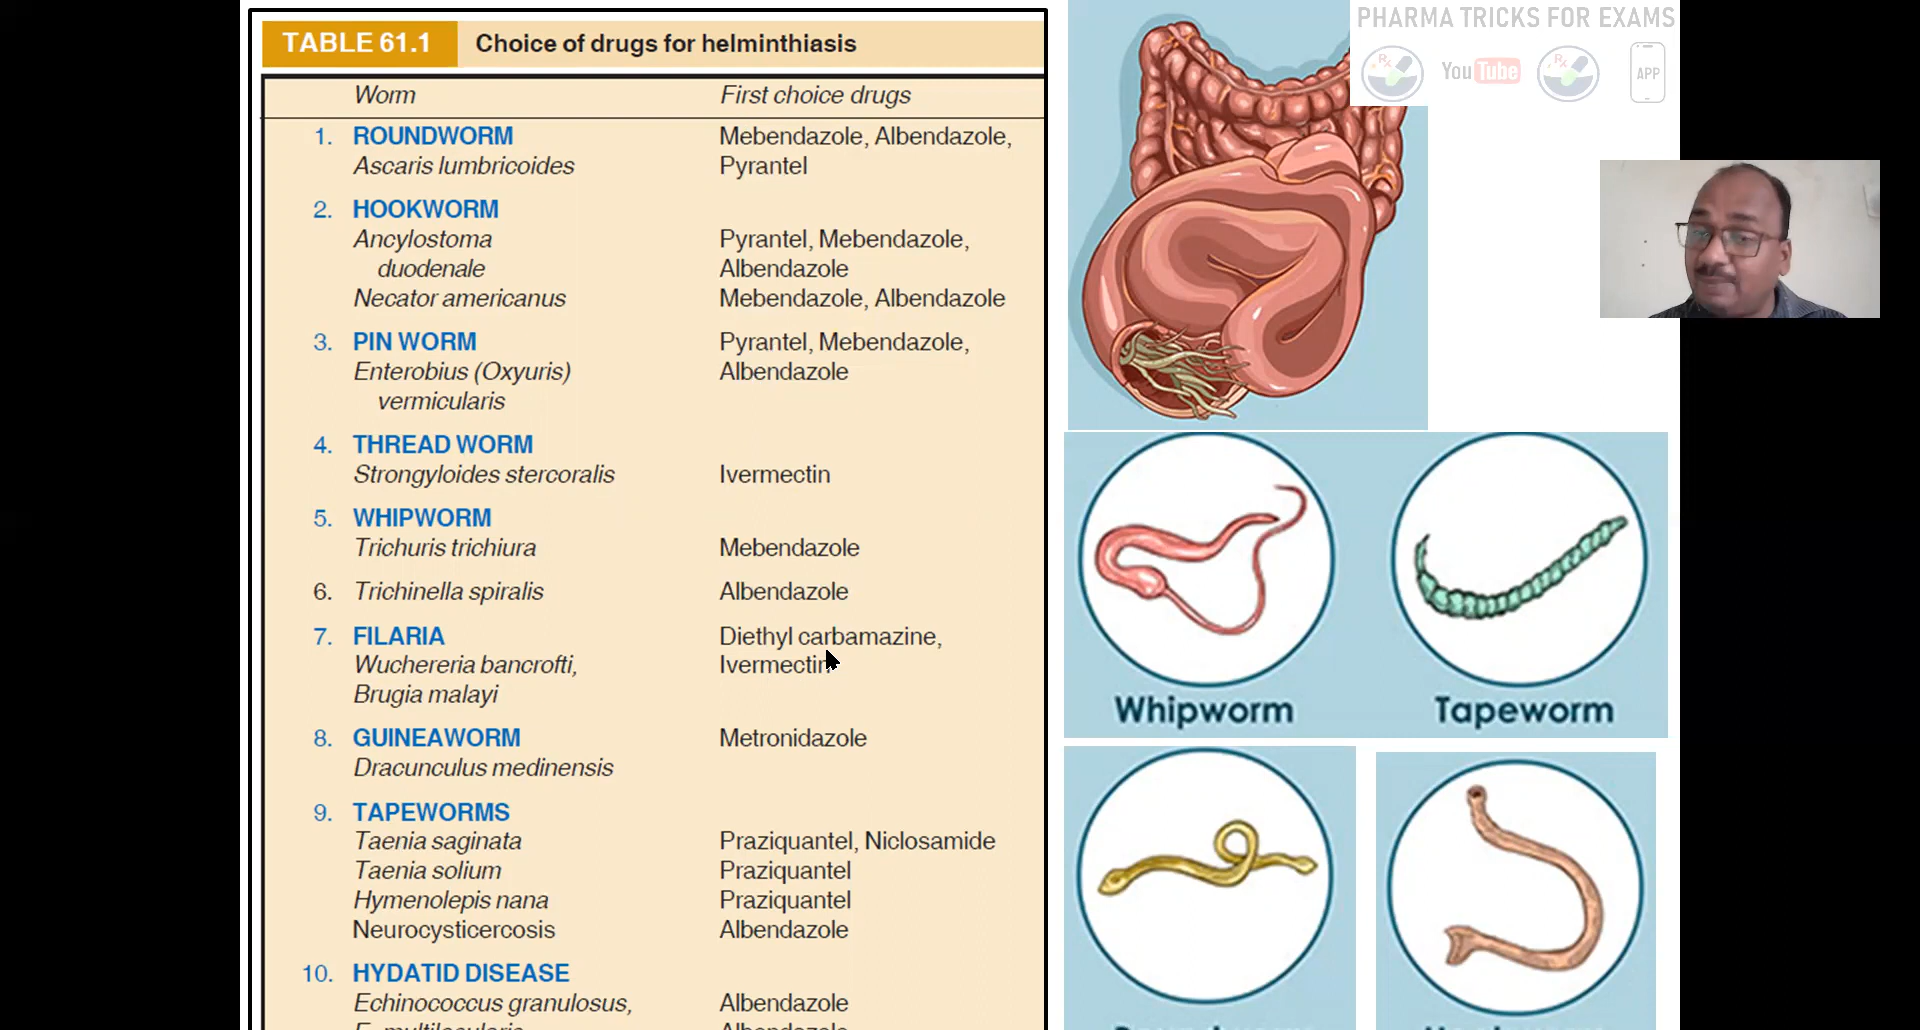 TABLE 61.1 Choice of drugs for helminthiasis
Worm First choice drugs
1. ROUNDWORM Mebendazole, Albendazole,
Ascaris lumbricoides Pyrantel
2. HOOKWORM
Ancylostoma Pyrantel, Mebendazole,
duodenale Albendazole
Necator americanus Mebendazole, Albendazole
3. PIN WORM Pyrantel, Mebendazole,
Enterobius (Oxyuris) Albendazole
vermicularis
4. THREAD WORM
Strongyloides stercoralis Ivermectin
5. WHIPWORM
Trichuris trichiura Mebendazole
6. Trichinella spiralis Albendazole
7. FILARIA Diethyl carbamazine,
Wuchereria bancrofti, Ivermectin
Brugia malayi
8. GUINEAWORM Metronidazole
Dracunculus medinensis
9. TAPEWORMS
Taenia saginata Praziquantel, Niclosamide
Taenia solium Praziquantel
Hymenolepis nana Praziquantel
Neurocysticercosis Albendazole
10. HYDATID DISEASE
Echinococcus granulosus, Albendazole
PHARMA TRICKS FOR EXAMS
Rx YouTube Rx APP
Whipworm Tapeworm